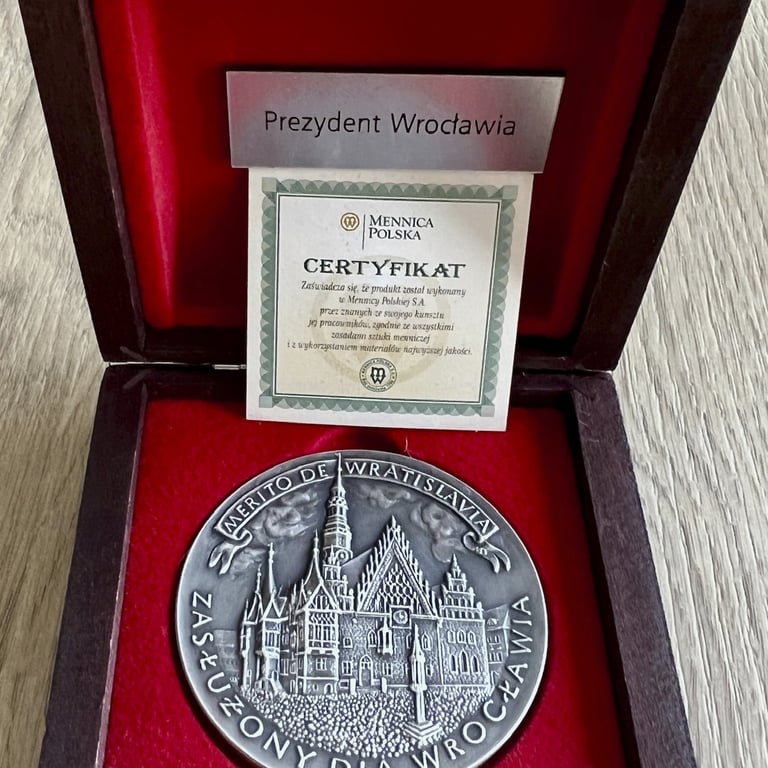 Prezydent Wrocławia
MENNICA
POLSKA
CERTYFIKAT
Zaświadcza się, że produkt został wykonany
w Mennicy Polskiej S.A.
przez znanych ze swojego kunsztu
jej pracowników, zgodnie ze wszystkimi
zasadami sztuki menniczej
i z wykorzystaniem materiałów najwyższej jakości.
MERITO DE WRATISLAVIA
ZASŁUŻONY DLA WROCŁAWIA